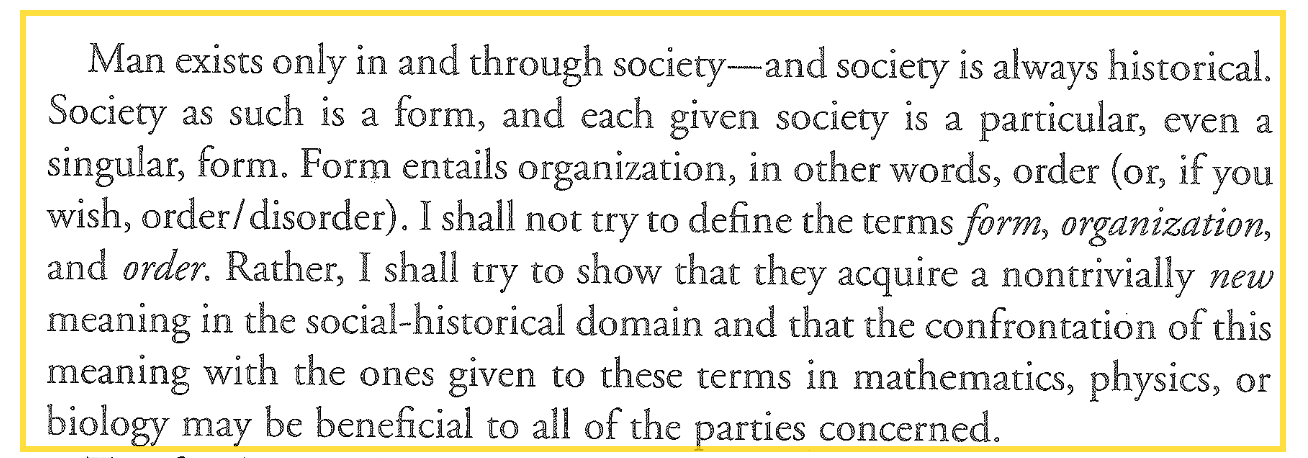 Man exists only in and through society—and society is always historical.
Society as such is a form, and each given society is a particular, even a
singular, form. Form entails organization, in other words, order (or, if you
wish, order/disorder). I shall not try to define the terms form, organization,
and order. Rather, I shall try to show that they acquire a nontrivially new
meaning in the social-historical domain and that the confrontation of this
meaning with the ones given to these terms in mathematics, physics, or
biology may be beneficial to all of the parties concerned.